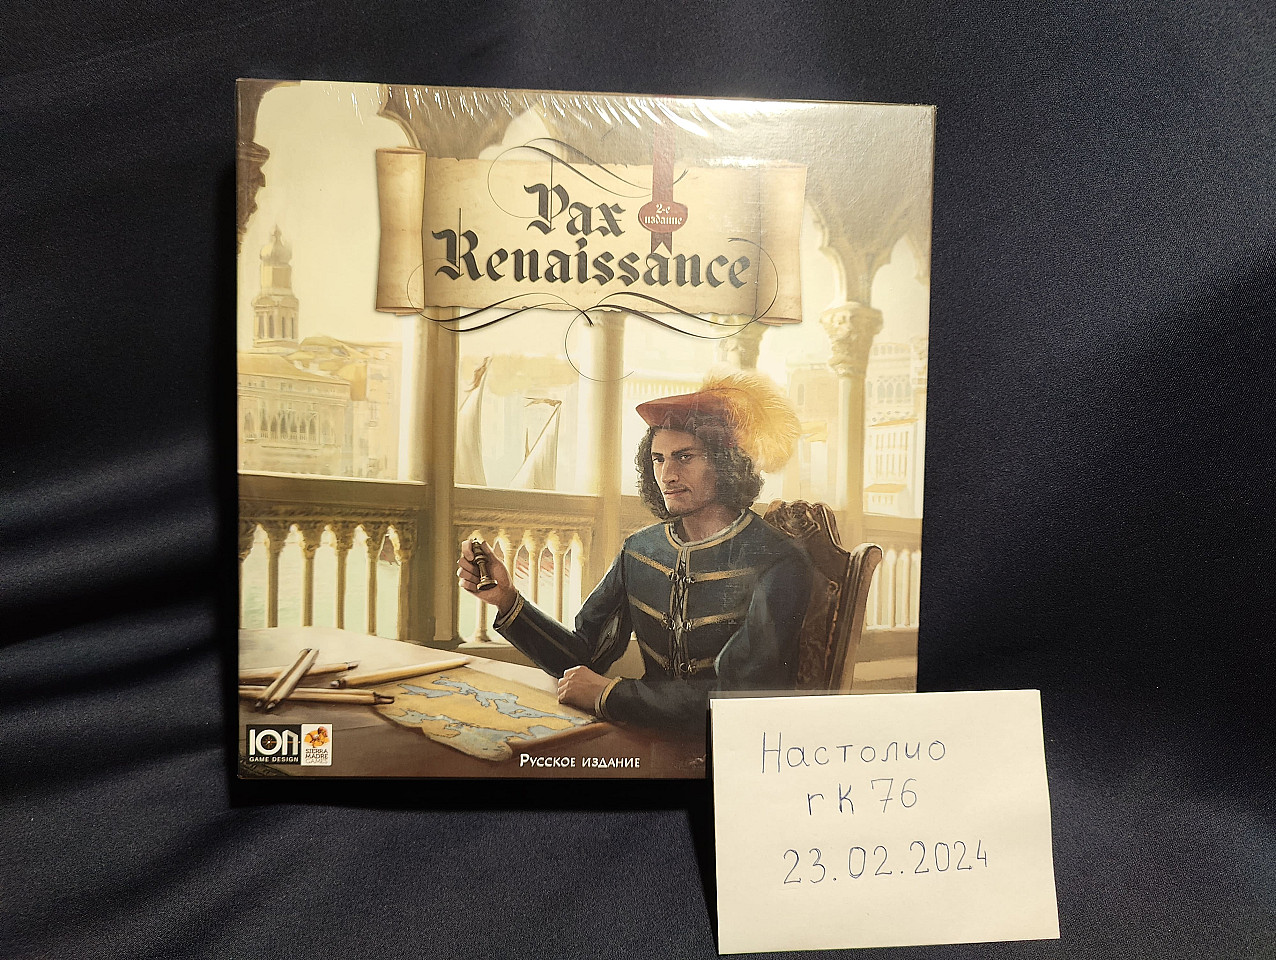 Pax
2-е
издание
Renaissance
ION
GAME DESIGN
SIERRA
MADRE
GAMES
Русское издание
Настолио
rk 76
23.02.2024